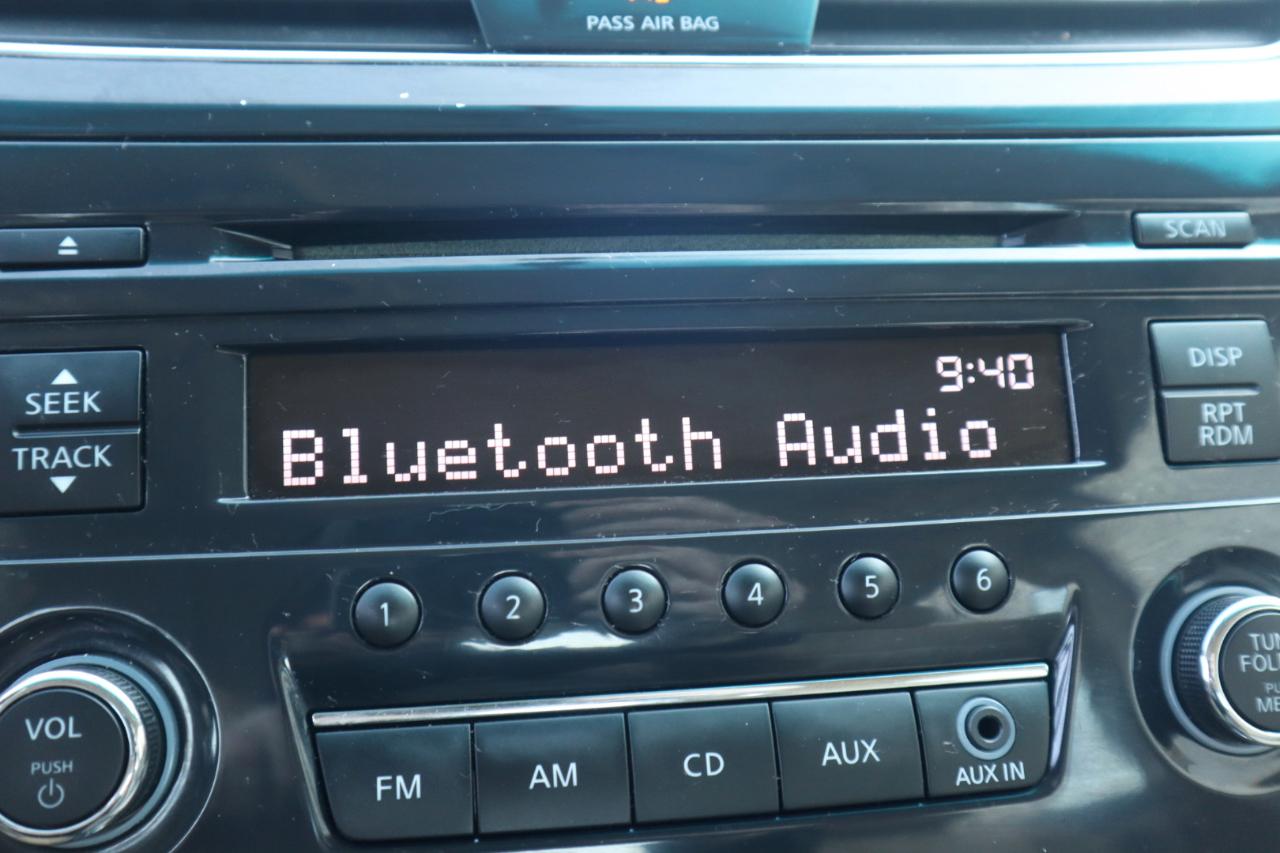 PASS AIR BAG
SCAN
SEEK
TRACK
9:40
Bluetooth Audio
DISP
RPT
RDM
1 2 3 4 5 6
VOL
PUSH
FM AM CD AUX
AUX IN